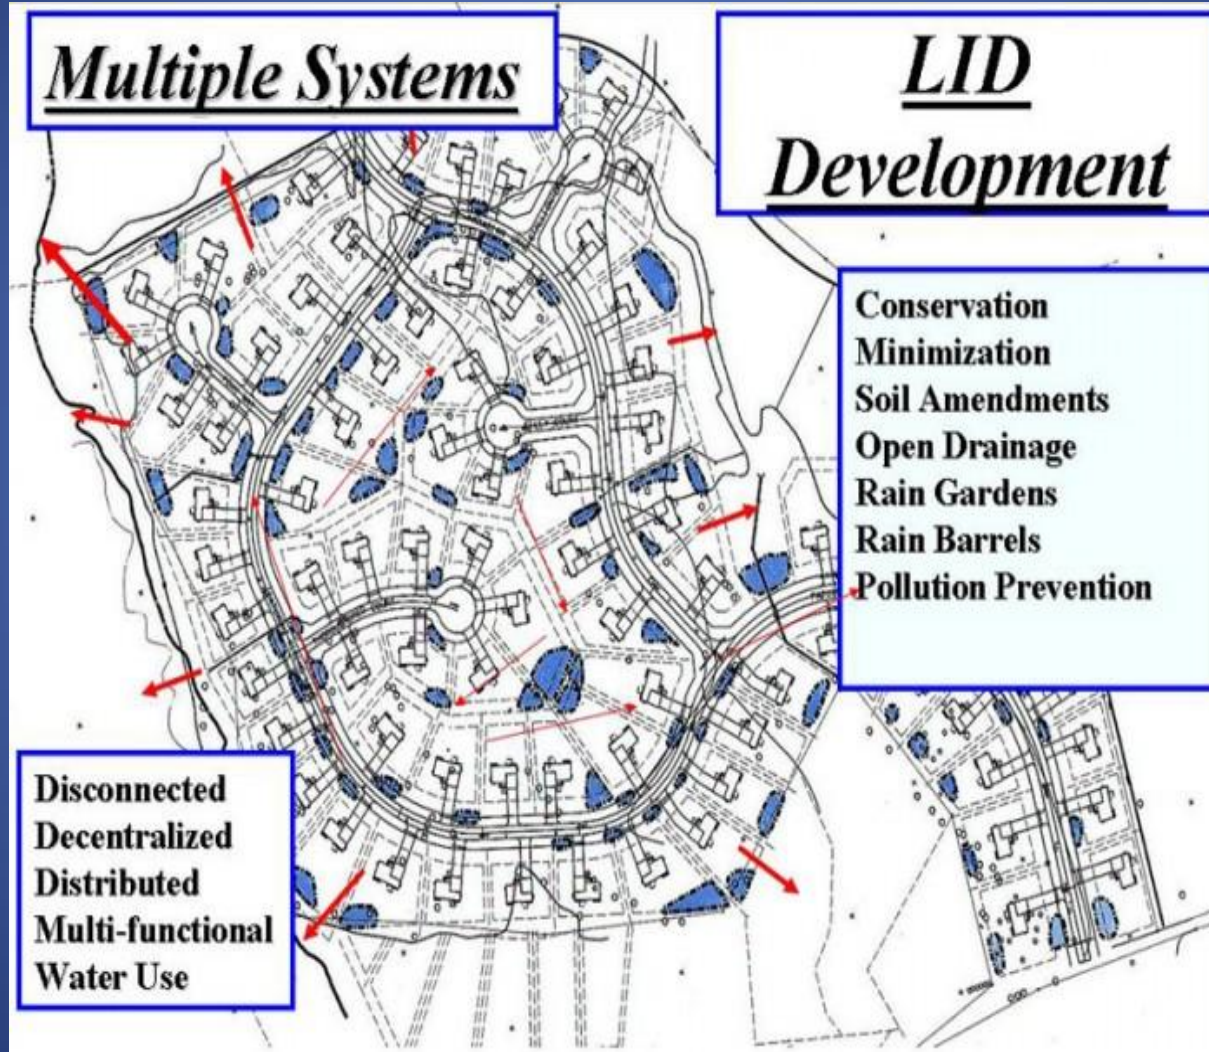 Multiple Systems
LID
Development
Conservation
Minimization
Soil Amendments
Open Drainage
Rain Gardens
Rain Barrels
Pollution Prevention
Disconnected
Decentralized
Distributed
Multi-functional
Water Use